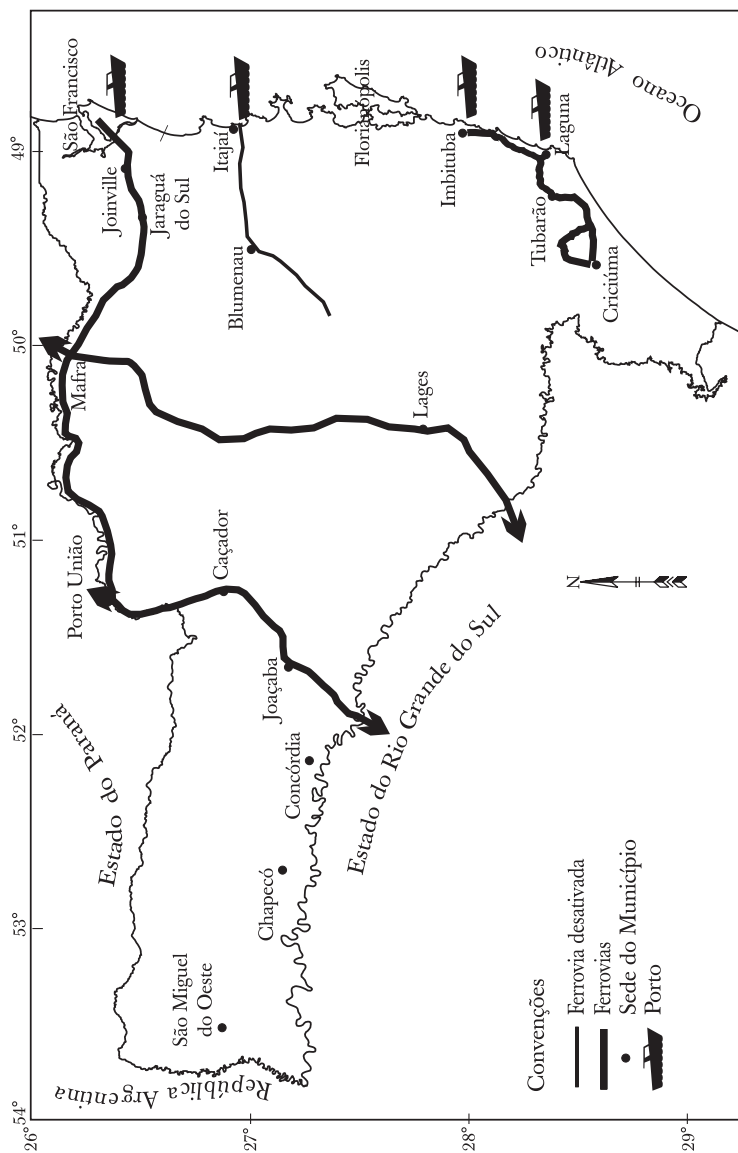 54°
53°
52°
51°
50°
49°
26°
27°
28°
29°
República Argentina
Estado do Paraná
Estado do Rio Grande do Sul
Oceano Atlântico
São Miguel
do Oeste
Chapecó
Concórdia
Joaçaba
Caçador
Porto União
Mafra
Lages
São Francisco
Joinville
Jaraguá
do Sul
Itajaí
Blumenau
Florianópolis
Imbituba
Laguna
Tubarão
Criciúma
N
Convenções
Ferrovia desativada
Ferrovias
Sede do Município
Porto